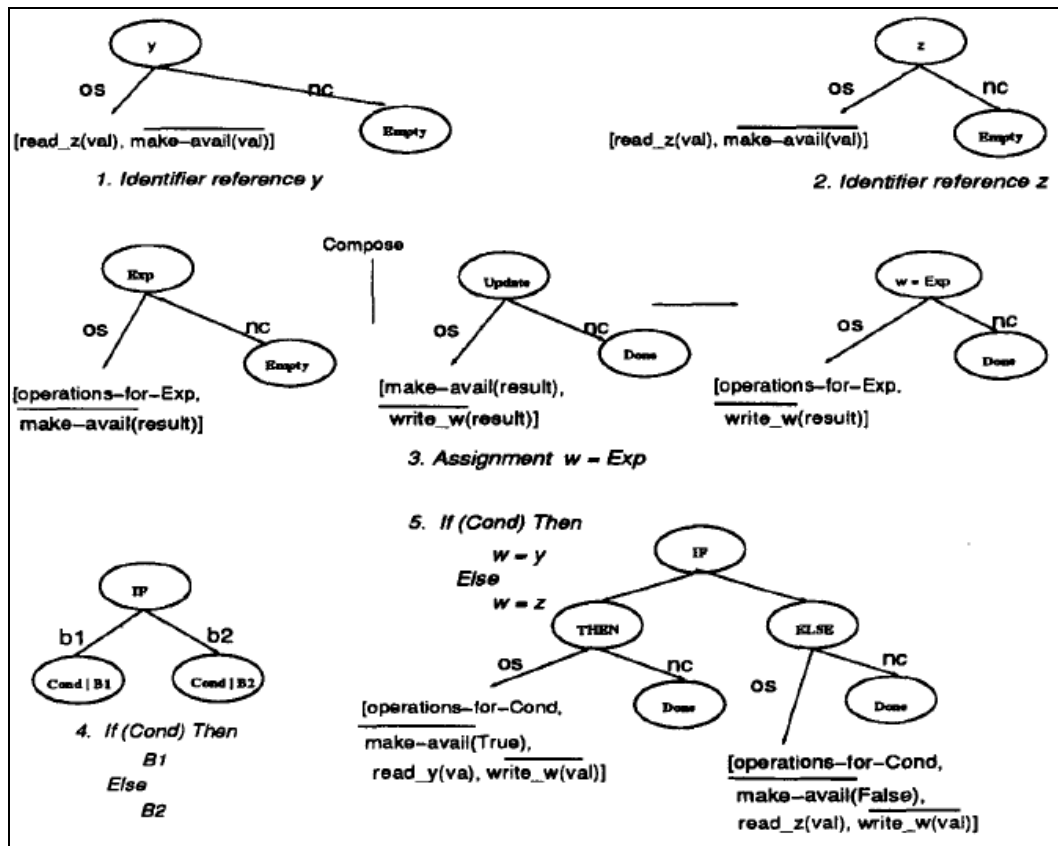 y
os
nc
Empty
[read_z(val), make-avail(val)]
1. Identifier reference y
z
os
nc
Empty
[read_z(val), make-avail(val)]
2. Identifier reference z
Compose
Exp
os
nc
Empty
[operations-for-Exp,
make-avail(result)]
Update
os
nc
Done
[make-avail(result),
write_w(result)]
w = Exp
os
nc
Done
[operations-for-Exp.
write_w(result)]
3. Assignment w = Exp
IF
b1
b2
Cond | B1
Cond | B2
4. If (Cond) Then
B1
Else
B2
5. If (Cond) Then
w = y
Else
w = z
IF
THEN
ELSE
os
nc
Done
[operations-for-Cond,
make-avail(True),
read_y(va), write_w(val)]
os
nc
Done
[operations-for-Cond,
make-avail(False),
read_z(val), write_w(val)]